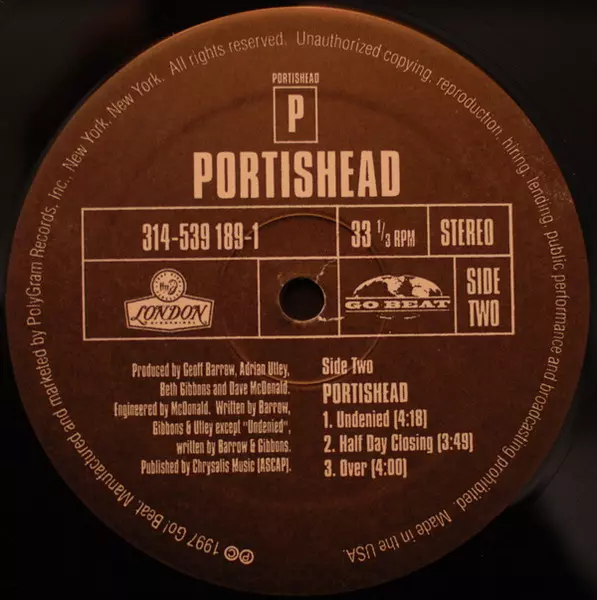 PORTISHEAD
P
PORTISHEAD
314-539 189-1
33 1/3 RPM
STEREO
LONDON
GO BEAT
SIDE
TWO
Produced by Geoff Barrow, Adrian Utley,
Beth Gibbons and Dave McDonald.
Engineered by McDonald. Written by Barrow,
Gibbons & Utley except "Undenied",
written by Barrow & Gibbons.
Published by Chrysalis Music (ASCAP).
Side Two
PORTISHEAD
1. Undenied (4:18)
2. Half Day Closing (3:49)
3. Over (4:00)
℗© 1997 Go! Beat. Manufactured and marketed by PolyGram Records, Inc., New York, New York. All rights reserved. Unauthorized copying, reproduction, hiring, lending, public performance and broadcasting prohibited. Made in the USA.